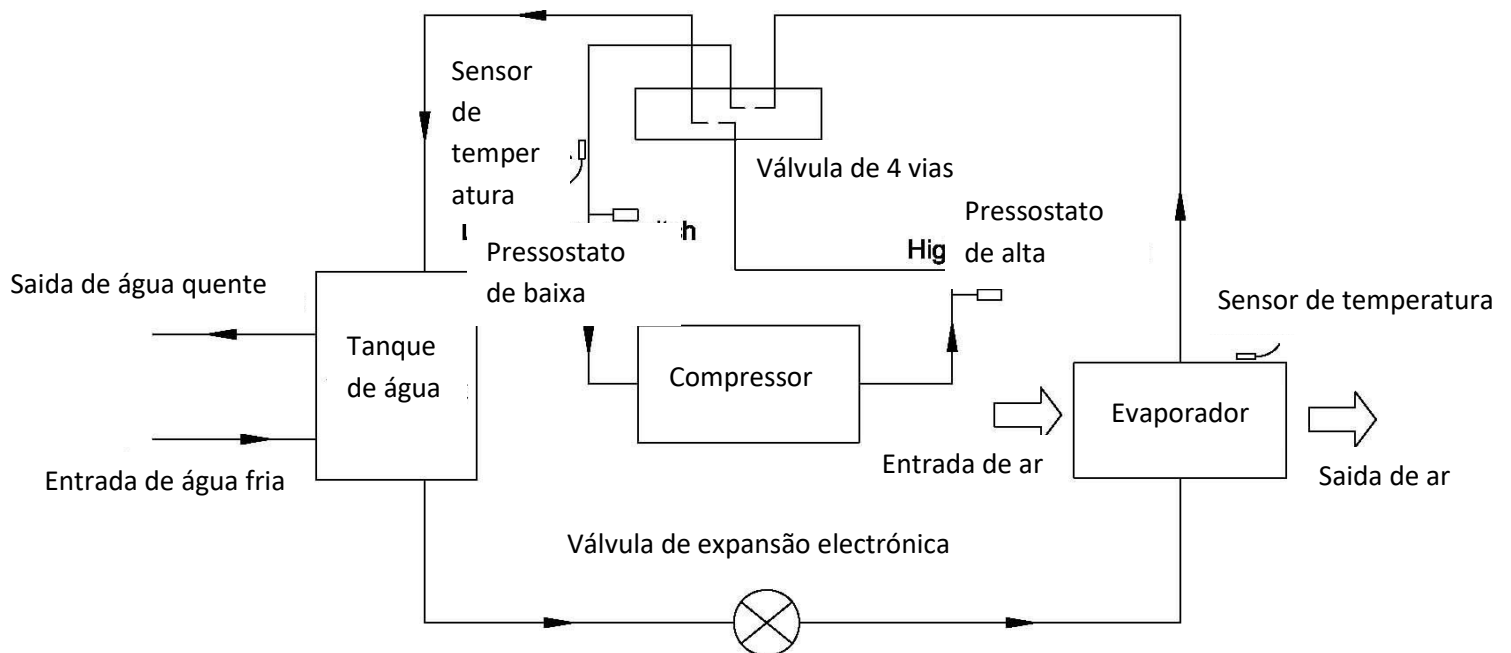 Sensor
de
temper
atura
Válvula de 4 vias
Pressostato
de alta
Hig
h
Pressostato
de baixa
Saida de água quente
Sensor de temperatura
Tanque
de água
Compressor
Evaporador
Entrada de ar
Entrada de água fria
Saida de ar
Válvula de expansão electrónica